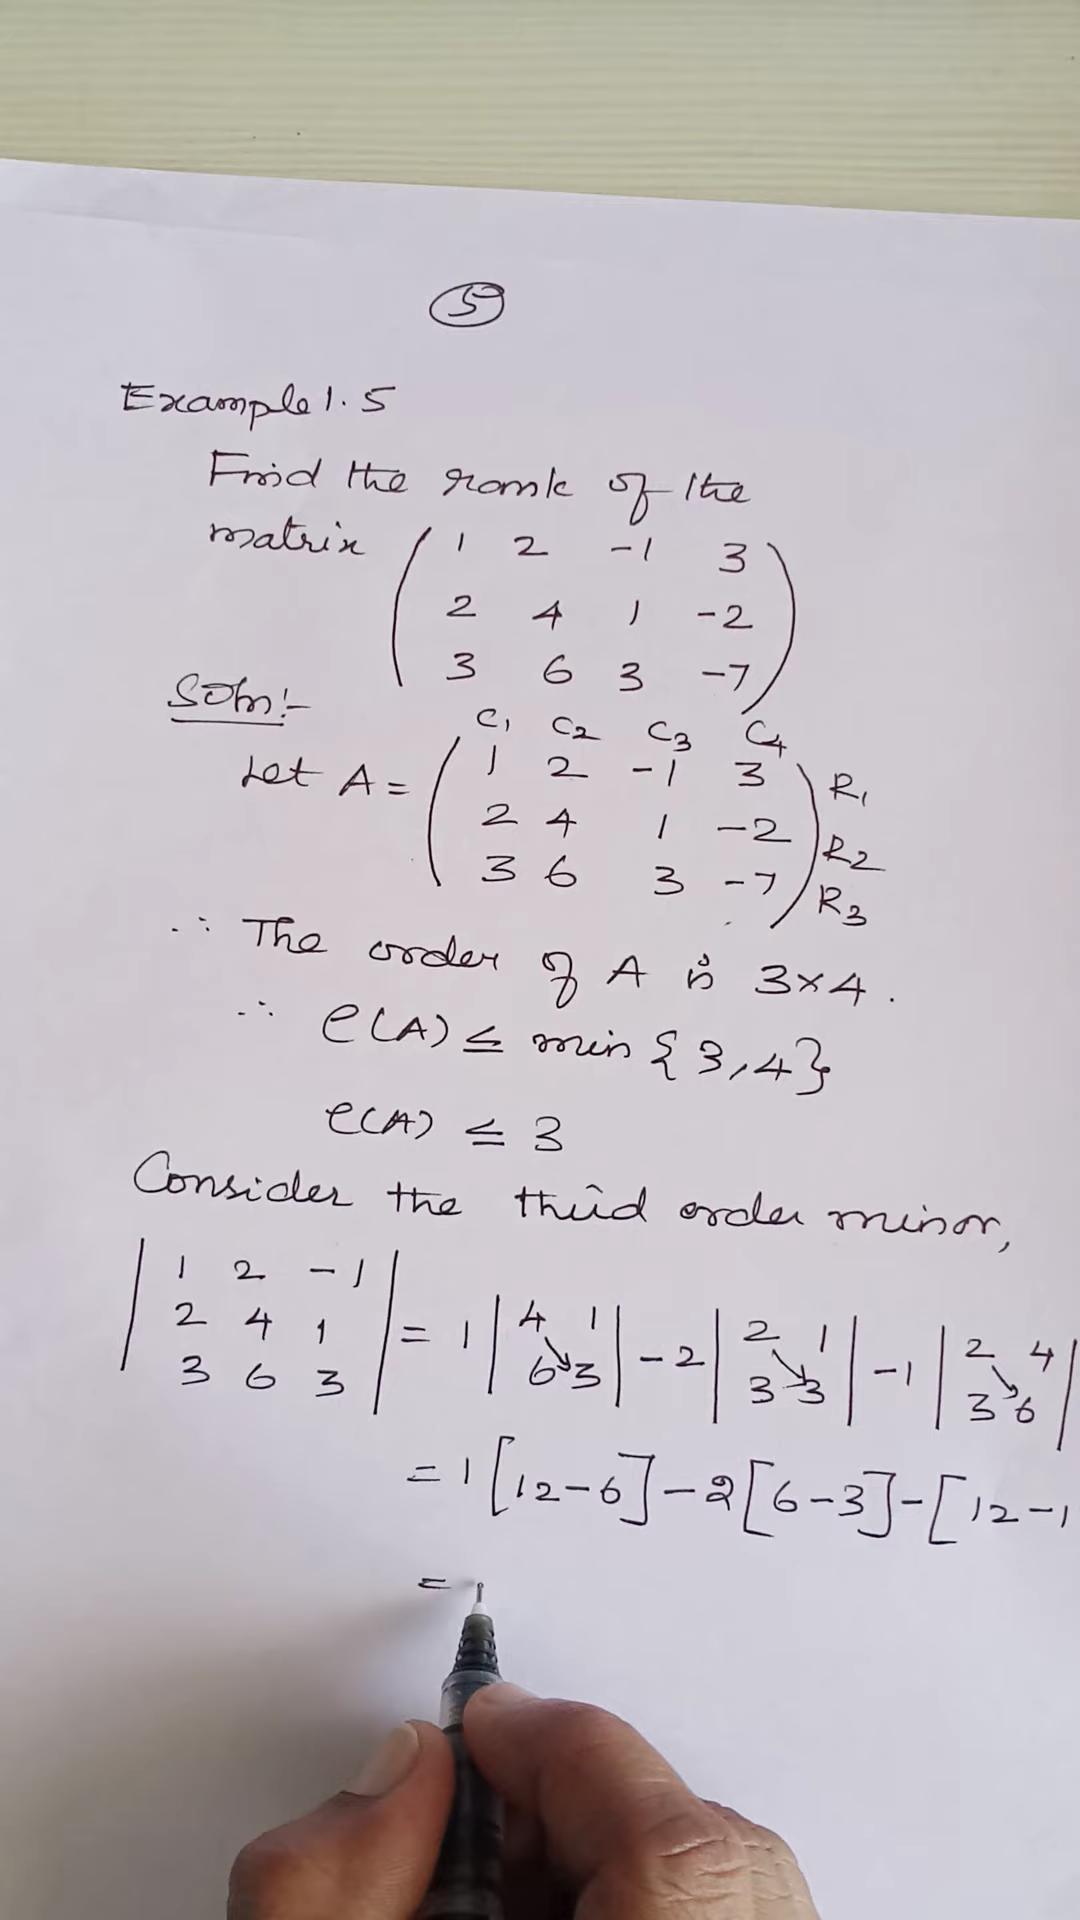 5
Example 1.5
Find the rank of the
matrix ( 1 2 -1 3
2 4 1 -2
3 6 3 -7 )
Soln:-
C1 C2 C3 C4
Let A = ( 1 2 -1 3 ) R1
2 4 1 -2 R2
3 6 3 -7 R3
∴ The order of A is 3×4.
∴ ρ(A) ≤ min {3,4}
ρ(A) ≤ 3
Consider the third order minor,
| 1 2 -1 |
| 2 4 1 | = 1 | 4 1 | -2 | 2 1 | -1 | 2 4 |
| 3 6 3 | | 6 3 | | 3 3 | | 3 6 |
= 1 [12-6] -2 [6-3] - [12-1
=